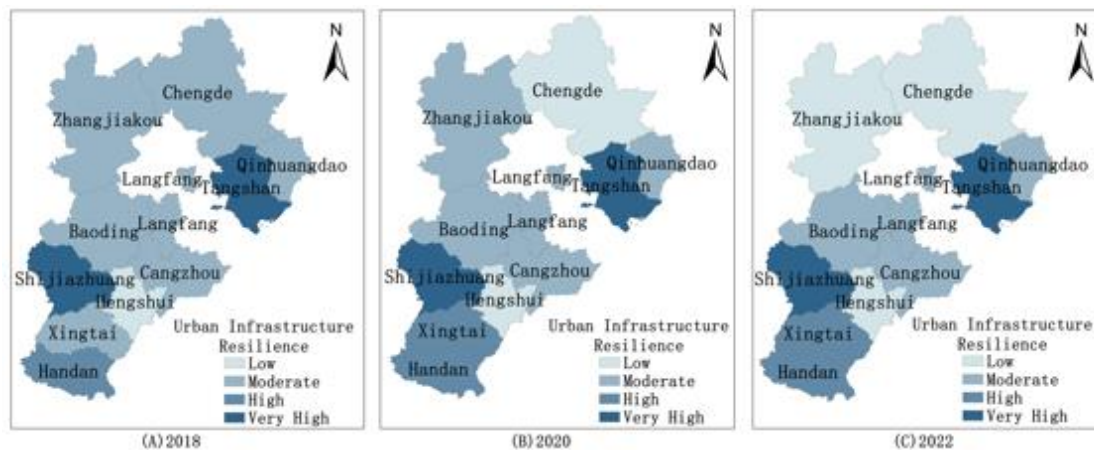 N
Chengde
Zhangjiakou
Qinhuangdao
Langfang
Tangshan
Langfang
Baoding
Cangzhou
Shijiazhuang
Hengshui
Xingtai
Handan
Urban Infrastructure
Resilience
Low
Moderate
High
Very High
(A)2018
N
Chengde
Zhangjiakou
Qinhuangdao
Langfang
Tangshan
Langfang
Baoding
Cangzhou
Shijiazhuang
Hengshui
Xingtai
Handan
Urban Infrastructure
Resilience
Low
Moderate
High
Very High
(B)2020
N
Chengde
Zhangjiakou
Qinhuangdao
Langfang
Tangshan
Langfang
Baoding
Cangzhou
Shijiazhuang
Hengshui
Xingtai
Handan
Urban Infrastructure
Resilience
Low
Moderate
High
Very High
(C)2022